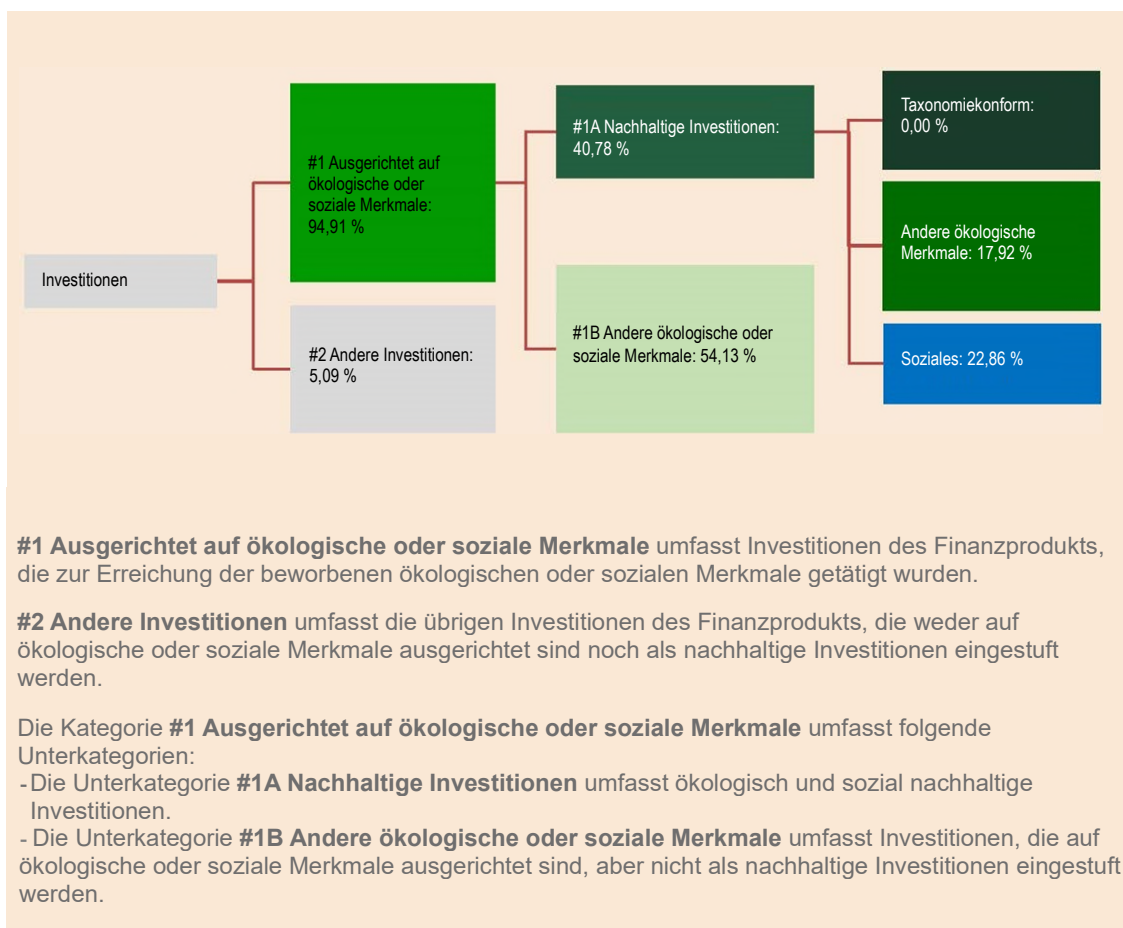 Investitionen
#1 Ausgerichtet auf
ökologische oder
soziale Merkmale:
94,91 %
#2 Andere Investitionen:
5,09 %
#1A Nachhaltige Investitionen:
40,78 %
#1B Andere ökologische oder
soziale Merkmale: 54,13 %
Taxonomiekonform:
0,00 %
Andere ökologische
Merkmale: 17,92 %
Soziales: 22,86 %
#1 Ausgerichtet auf ökologische oder soziale Merkmale umfasst Investitionen des Finanzprodukts,
die zur Erreichung der beworbenen ökologischen oder sozialen Merkmale getätigt wurden.
#2 Andere Investitionen umfasst die übrigen Investitionen des Finanzprodukts, die weder auf
ökologische oder soziale Merkmale ausgerichtet sind noch als nachhaltige Investitionen eingestuft
werden.
Die Kategorie #1 Ausgerichtet auf ökologische oder soziale Merkmale umfasst folgende
Unterkategorien:
- Die Unterkategorie #1A Nachhaltige Investitionen umfasst ökologisch und sozial nachhaltige
Investitionen.
- Die Unterkategorie #1B Andere ökologische oder soziale Merkmale umfasst Investitionen, die auf
ökologische oder soziale Merkmale ausgerichtet sind, aber nicht als nachhaltige Investitionen eingestuft
werden.